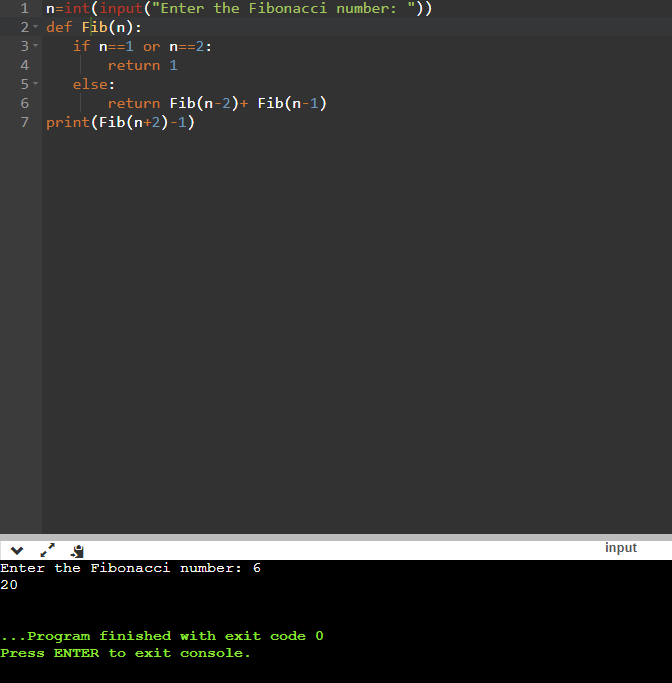 1 n=int(input("Enter the Fibonacci number: "))
2 def Fib(n):
3 if n==1 or n==2:
4 return 1
5 else:
6 return Fib(n-2)+ Fib(n-1)
7 print(Fib(n+2)-1)
input
Enter the Fibonacci number: 6
20
...Program finished with exit code 0
Press ENTER to exit console.